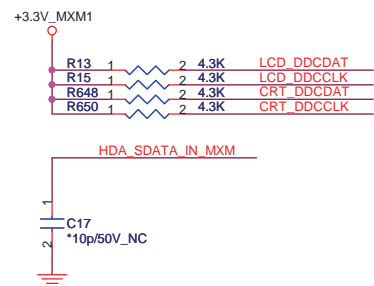 +3.3V_MXM1
R13 1 2 4.3K LCD_DDCDAT
R15 1 2 4.3K LCD_DDCCLK
R648 1 2 4.3K CRT_DDCDAT
R650 1 2 4.3K CRT_DDCCLK
HDA_SDATA_IN_MXM
1
C17
*10p/50V_NC
2